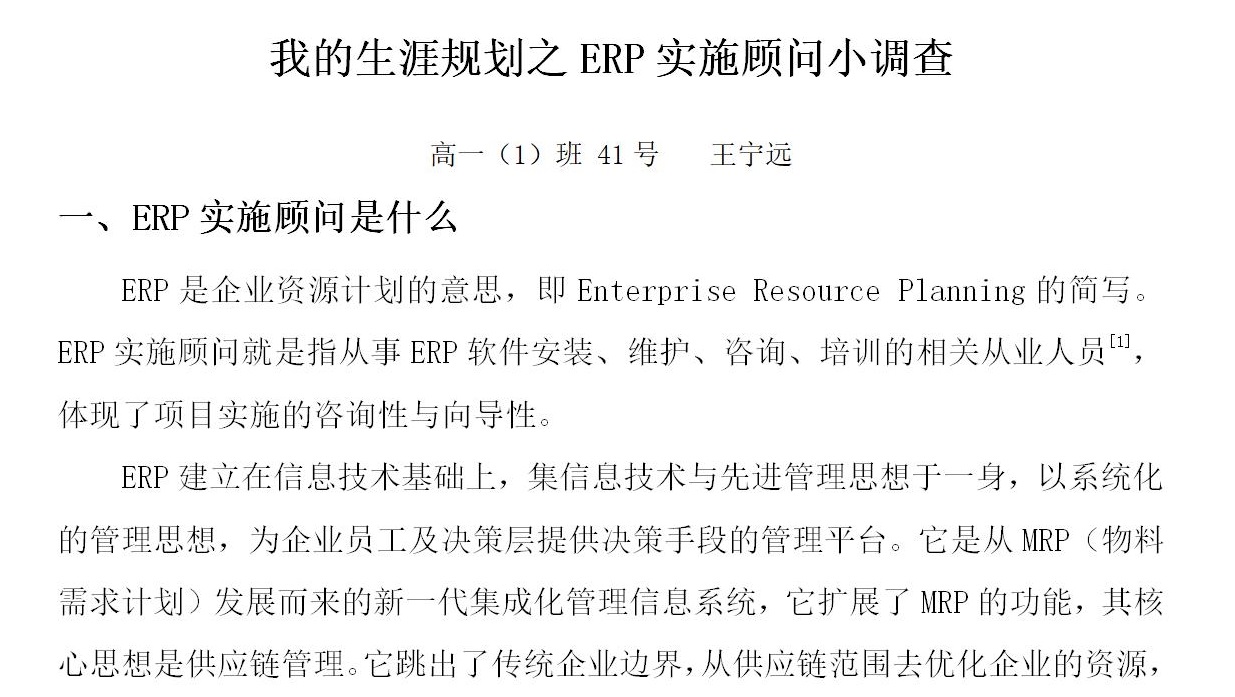 我的生涯规划之 ERP 实施顾问小调查
高一（1）班 41 号 王宁远
一、ERP 实施顾问是什么
ERP 是企业资源计划的意思，即 Enterprise Resource Planning 的简写。
ERP 实施顾问就是指从事 ERP 软件安装、维护、咨询、培训的相关从业人员[1]，
体现了项目实施的咨询性与向导性。
ERP 建立在信息技术基础上，集信息技术与先进管理思想于一身，以系统化
的管理思想，为企业员工及决策层提供决策手段的管理平台。它是从 MRP（物料
需求计划）发展而来的新一代集成化管理信息系统，它扩展了 MRP 的功能，其核
心思想是供应链管理。它跳出了传统企业边界，从供应链范围去优化企业的资源，